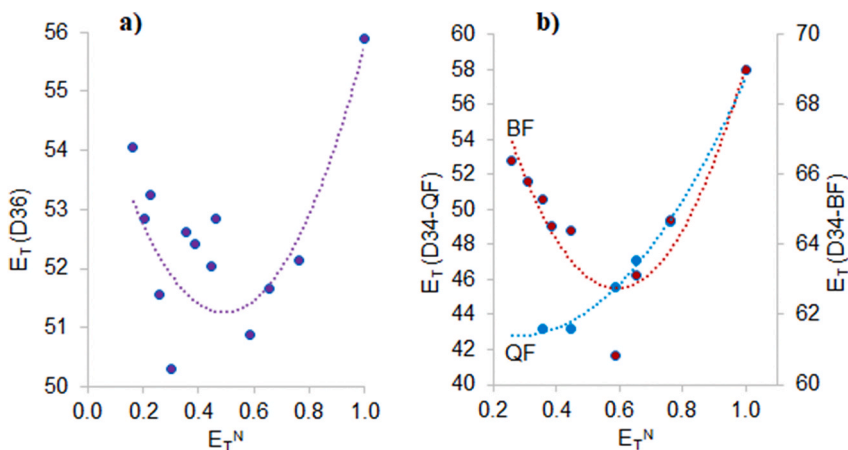 a)
56
55
54
53
52
51
50
E_T (D36)
0.0 0.2 0.4 0.6 0.8 1.0
E_T^N
b)
60
58
56
54
52
50
48
46
44
42
40
E_T (D34-QF)
BF
QF
70
68
66
64
62
60
E_T (D34-BF)
0.2 0.4 0.6 0.8 1.0
E_T^N